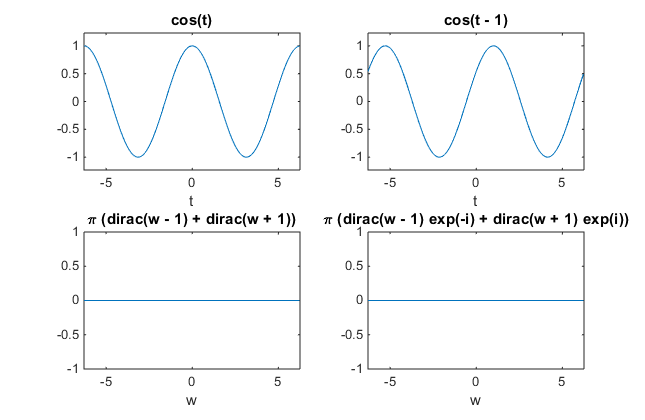 cos(t)
1
0.5
0
-0.5
-1
-5 0 5
t
cos(t - 1)
1
0.5
0
-0.5
-1
-5 0 5
t
π (dirac(w - 1) + dirac(w + 1))
1
0.5
0
-0.5
-1
-5 0 5
w
π (dirac(w - 1) exp(-i) + dirac(w + 1) exp(i))
1
0.5
0
-0.5
-1
-5 0 5
w